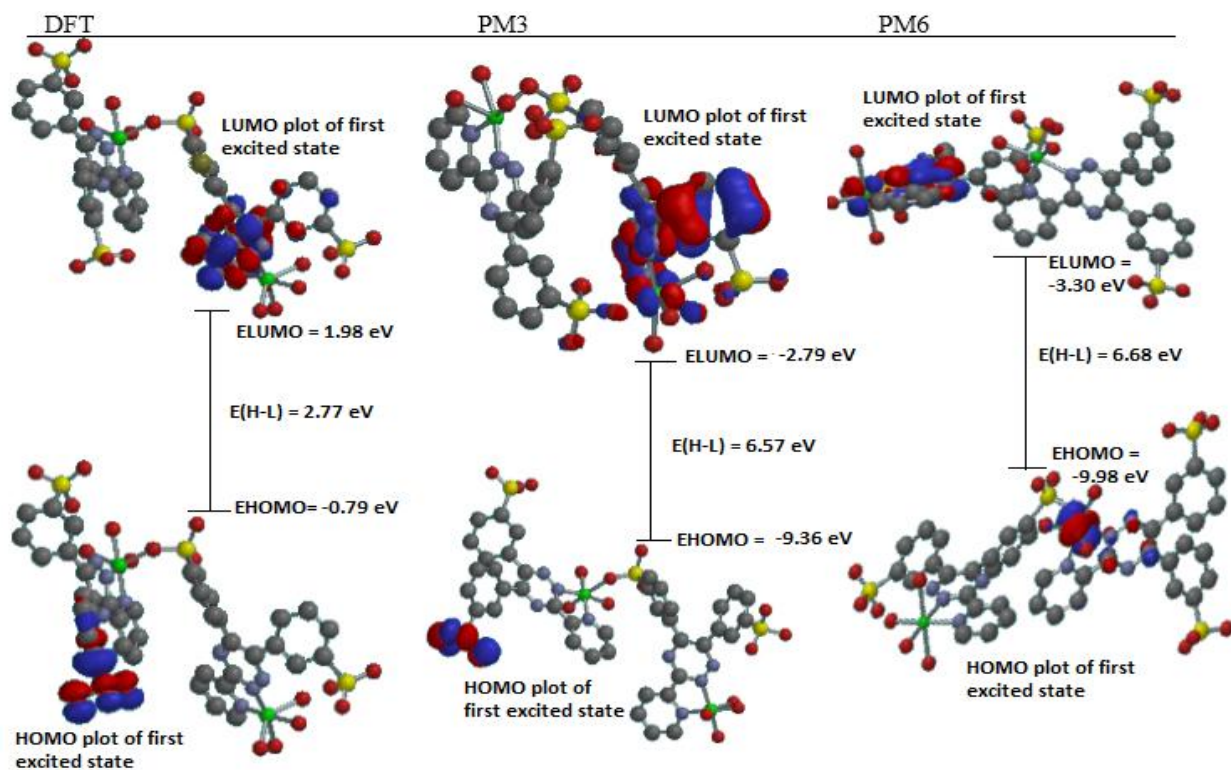 DFT
PM3
PM6
LUMO plot of first
excited state
LUMO plot of first
excited state
LUMO plot of first
excited state
ELUMO = 1.98 eV
E(H-L) = 2.77 eV
EHOMO= -0.79 eV
HOMO plot of first
excited state
ELUMO = -2.79 eV
E(H-L) = 6.57 eV
EHOMO = -9.36 eV
HOMO plot of
first excited state
ELUMO =
-3.30 eV
E(H-L) = 6.68 eV
EHOMO =
-9.98 eV
HOMO plot of first
excited state